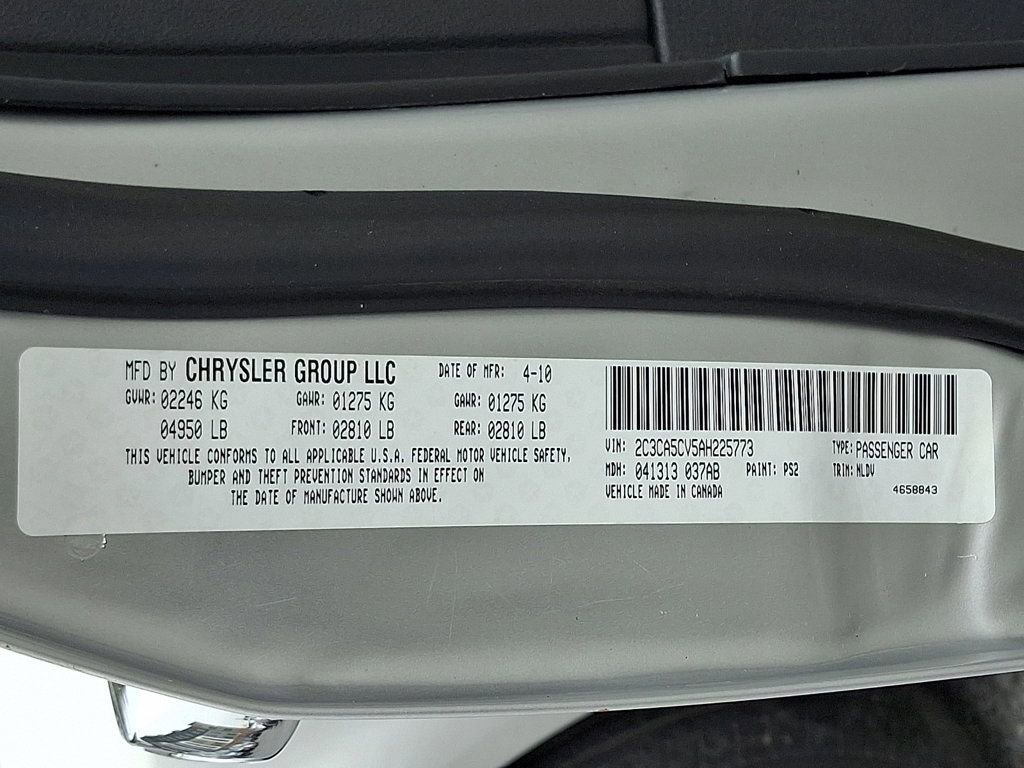 MFD BY CHRYSLER GROUP LLC DATE OF MFR: 4-10
GVWR: 02246 KG GAWR: 01275 KG GAWR: 01275 KG
04950 LB FRONT: 02810 LB REAR: 02810 LB
THIS VEHICLE CONFORMS TO ALL APPLICABLE U.S.A. FEDERAL MOTOR VEHICLE SAFETY,
BUMPER AND THEFT PREVENTION STANDARDS IN EFFECT ON
THE DATE OF MANUFACTURE SHOWN ABOVE.
VIN: 2C3CA5CV5AH225773 TYPE: PASSENGER CAR
MDH: 041313 037AB PAINT: PS2 TRIM: NLDV
VEHICLE MADE IN CANADA 4658843